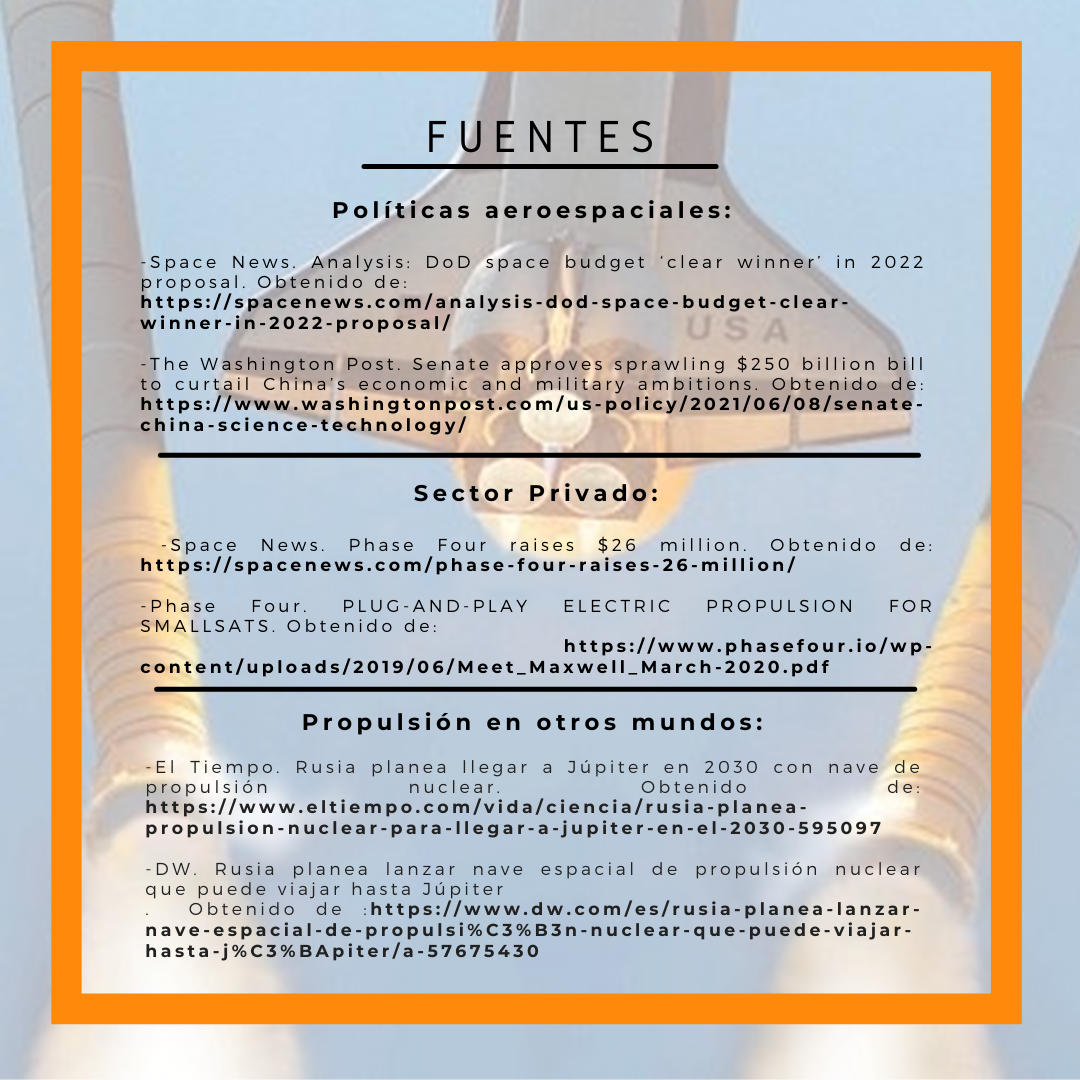 FUENTES
Políticas aeroespaciales:
-Space News. Analysis: DoD space budget ‘clear winner’ in 2022
proposal. Obtenido de:
https://spacenews.com/analysis-dod-space-budget-clear-
winner-in-2022-proposal/
-The Washington Post. Senate approves sprawling $250 billion bill
to curtail China’s economic and military ambitions. Obtenido de:
https://www.washingtonpost.com/us-policy/2021/06/08/senate-
china-science-technology/
USA
Sector Privado:
-Space News. Phase Four raises $26 million. Obtenido de:
https://spacenews.com/phase-four-raises-26-million/
-Phase Four. PLUG-AND-PLAY ELECTRIC PROPULSION FOR
SMALLSATS. Obtenido de:
https://www.phasefour.io/wp-
content/uploads/2019/06/Meet_Maxwell_March-2020.pdf
Propulsión en otros mundos:
-El Tiempo. Rusia planea llegar a Júpiter en 2030 con nave de
propulsión nuclear. Obtenido de:
https://www.eltiempo.com/vida/ciencia/rusia-planea-
propulsion-nuclear-para-llegar-a-jupiter-en-el-2030-595097
-DW. Rusia planea lanzar nave espacial de propulsión nuclear
que puede viajar hasta Júpiter
. Obtenido de :https://www.dw.com/es/rusia-planea-lanzar-
nave-espacial-de-propulsi%C3%B3n-nuclear-que-puede-viajar-
hasta-j%C3%BApiter/a-57675430